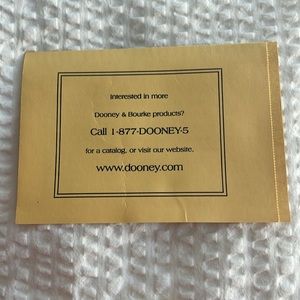 Interested in more
Dooney & Bourke products?
Call 1-877-DOONEY-5
for a catalog, or visit our website,
www.dooney.com